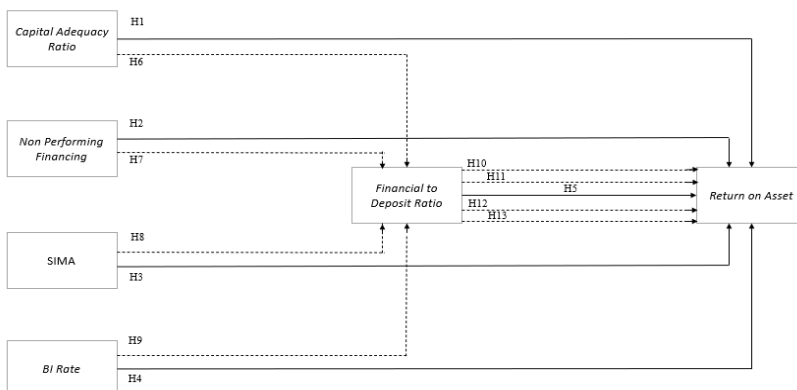 H1
Capital Adequacy
Ratio
H6
H2
Non Performing
Financing
H7
H10
H11
Financial to
Deposit Ratio
H5
Return on Asset
H12
H13
H8
SIMA
H3
H9
BI Rate
H4